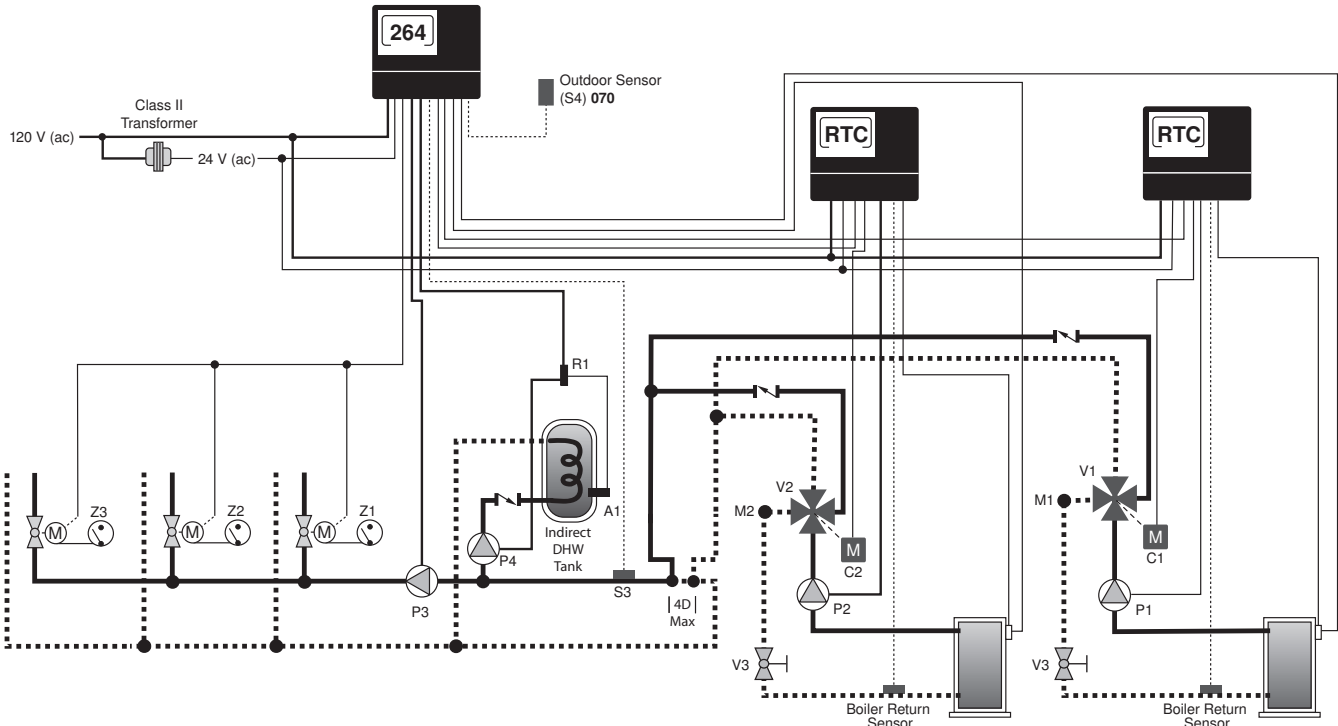 264
Outdoor Sensor
(S4) 070
Class II
Transformer
120 V (ac)
24 V (ac)
RTC
RTC
R1
A1
Indirect
DHW
Tank
P4
Z3
Z2
Z1
M
M
M
P3
S3
4D
Max
V2
M2
M
C2
P2
V3
Boiler Return
Sensor
V1
M1
M
C1
P1
V3
Boiler Return
Sensor